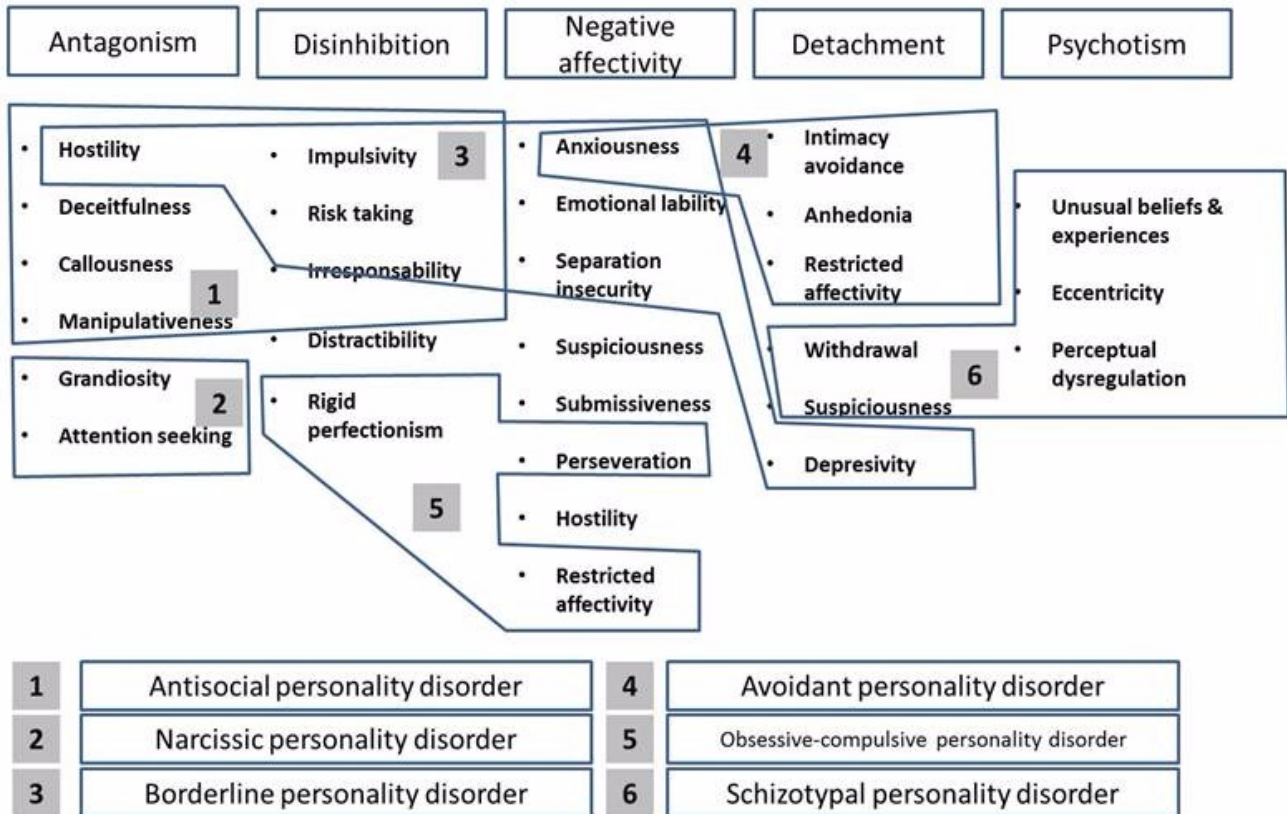 Antagonism
Disinhibition
Negative
affectivity
Detachment
Psychotism
• Hostility
• Deceitfulness
• Callousness
1
• Manipulativeness
• Grandiosity
2
• Attention seeking
• Impulsivity
3
• Risk taking
• Irresponsability
• Distractibility
• Rigid
perfectionism
5
• Anxiousness
• Emotional lability
• Separation
insecurity
• Suspiciousness
• Submissiveness
• Perseveration
• Hostility
• Restricted
affectivity
4
• Intimacy
avoidance
• Anhedonia
• Restricted
affectivity
• Withdrawal
6
• Suspiciousness
• Depresivity
• Unusual beliefs &
experiences
• Eccentricity
• Perceptual
dysregulation
1 Antisocial personality disorder
2 Narcissic personality disorder
3 Borderline personality disorder
4 Avoidant personality disorder
5 Obsessive-compulsive personality disorder
6 Schizotypal personality disorder